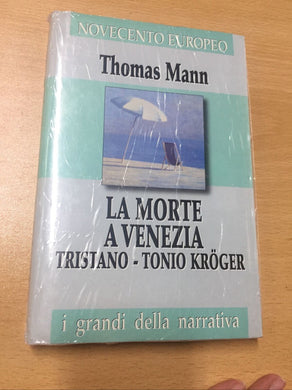 NOVECENTO EUROPEO
Thomas Mann
LA MORTE
A VENEZIA
TRISTANO - TONIO KRÖGER
i grandi della narrativa